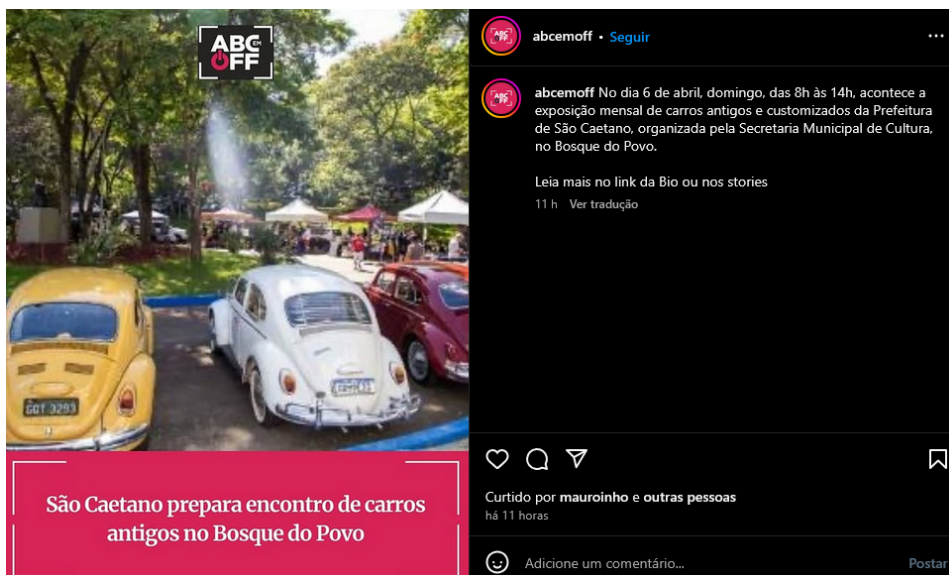 ABC EM
OFF
GGT 3293
São Caetano prepara encontro de carros
antigos no Bosque do Povo
abcemoff • Seguir
abcemoff No dia 6 de abril, domingo, das 8h às 14h, acontece a
exposição mensal de carros antigos e customizados da Prefeitura
de São Caetano, organizada pela Secretaria Municipal de Cultura,
no Bosque do Povo.
Leia mais no link da Bio ou nos stories
11 h Ver tradução
Curtido por mauroinho e outras pessoas
há 11 horas
Adicione um comentário...
Postar